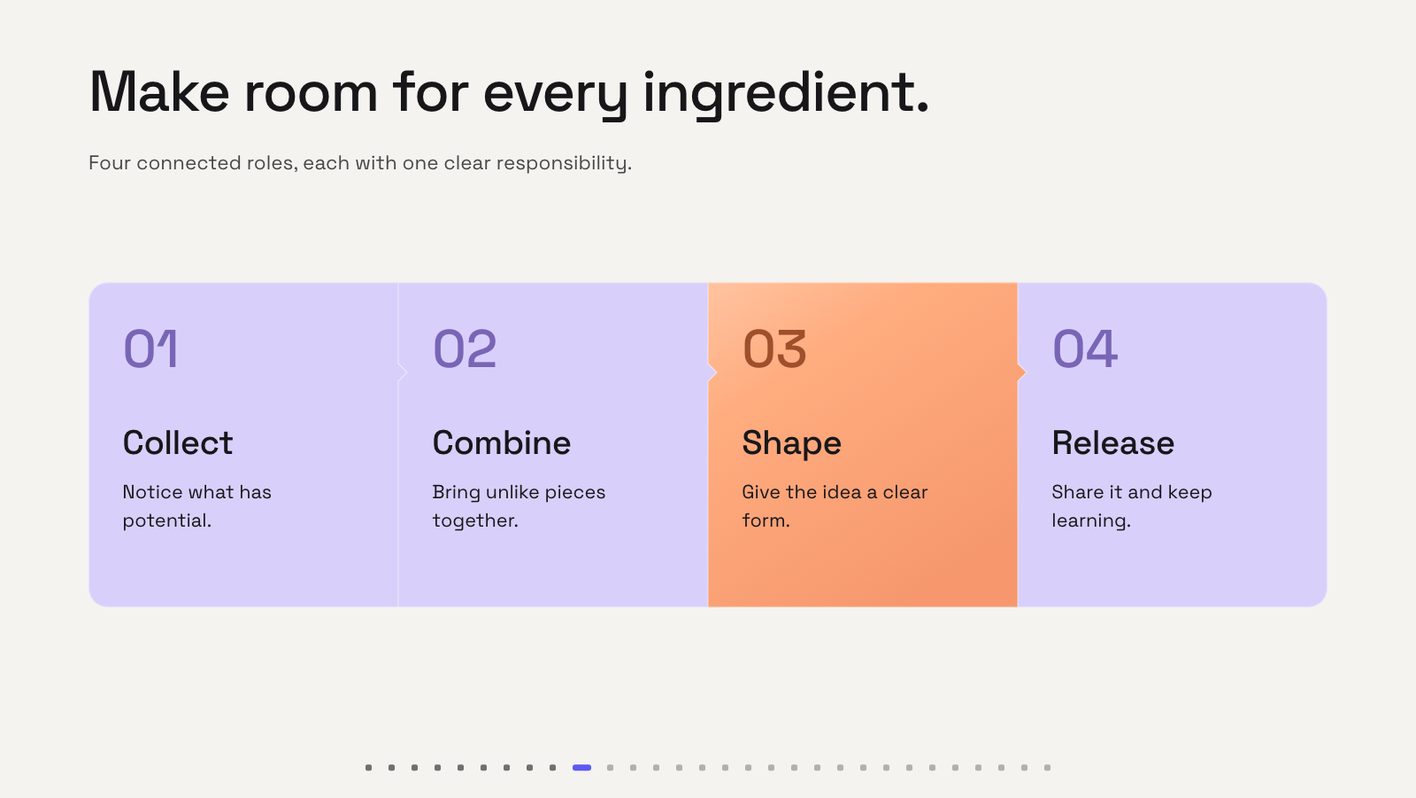 Make room for every ingredient.
Four connected roles, each with one clear responsibility.
01
Collect
Notice what has
potential.
02
Combine
Bring unlike pieces
together.
03
Shape
Give the idea a clear
form.
04
Release
Share it and keep
learning.